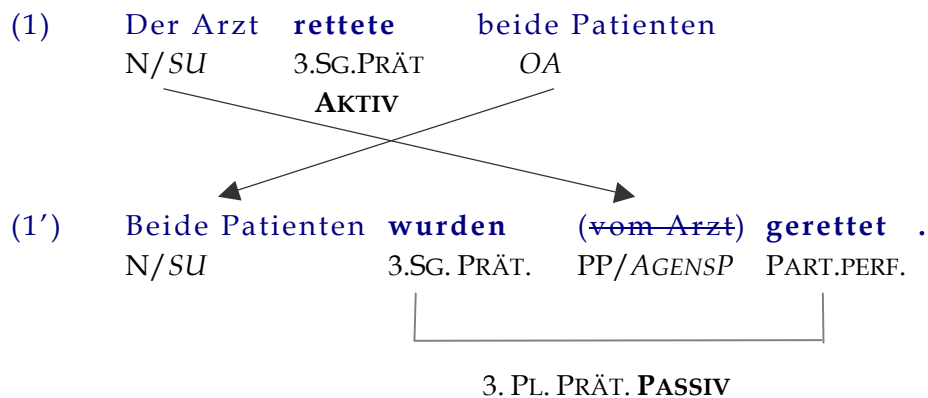 (1) Der Arzt rettete beide Patienten
N/SU 3.SG.PRÄT OA
AKTIV
(1') Beide Patienten wurden (vom Arzt) gerettet .
N/SU 3.SG. PRÄT. PP/AGENSP PART.PERF.
3. PL. PRÄT. PASSIV